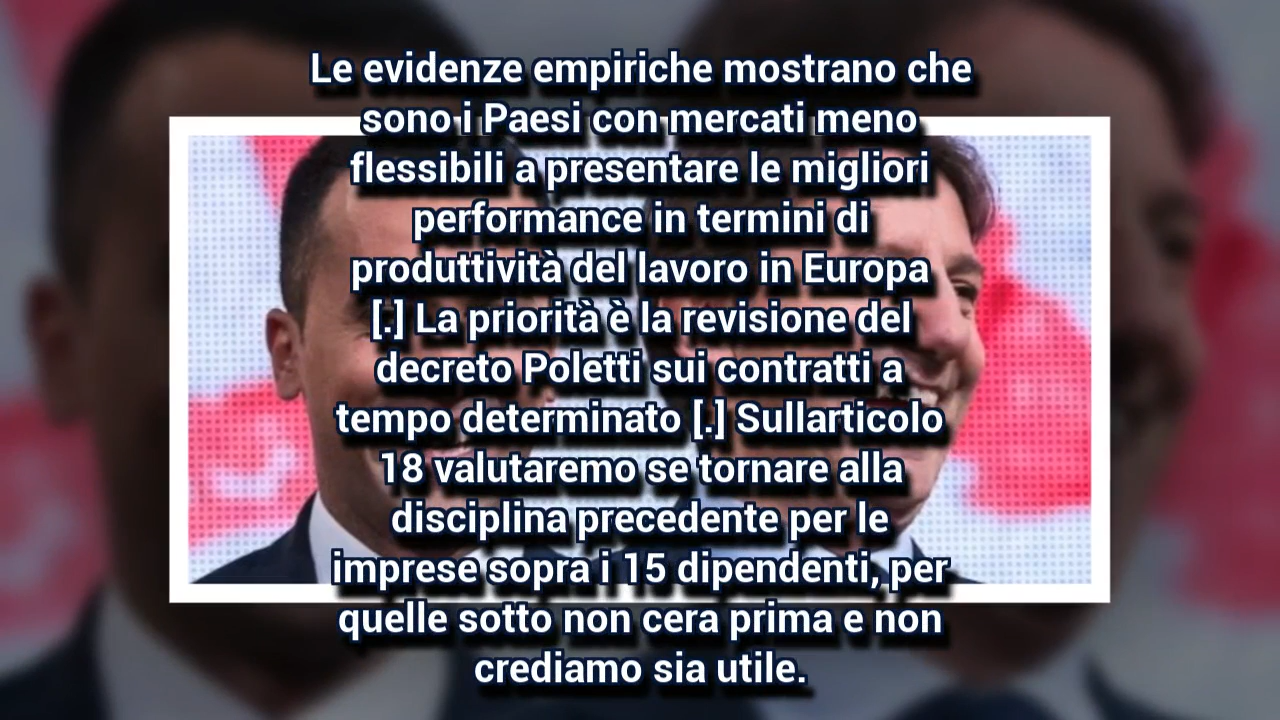 Le evidenze empiriche mostrano che
sono i Paesi con mercati meno
flessibili a presentare le migliori
performance in termini di
produttività del lavoro in Europa
[.] La priorità è la revisione del
decreto Poletti sui contratti a
tempo determinato [.] Sullarticolo
18 valutaremo se tornare alla
disciplina precedente per le
imprese sopra i 15 dipendenti, per
quelle sotto non cera prima e non
crediamo sia utile.